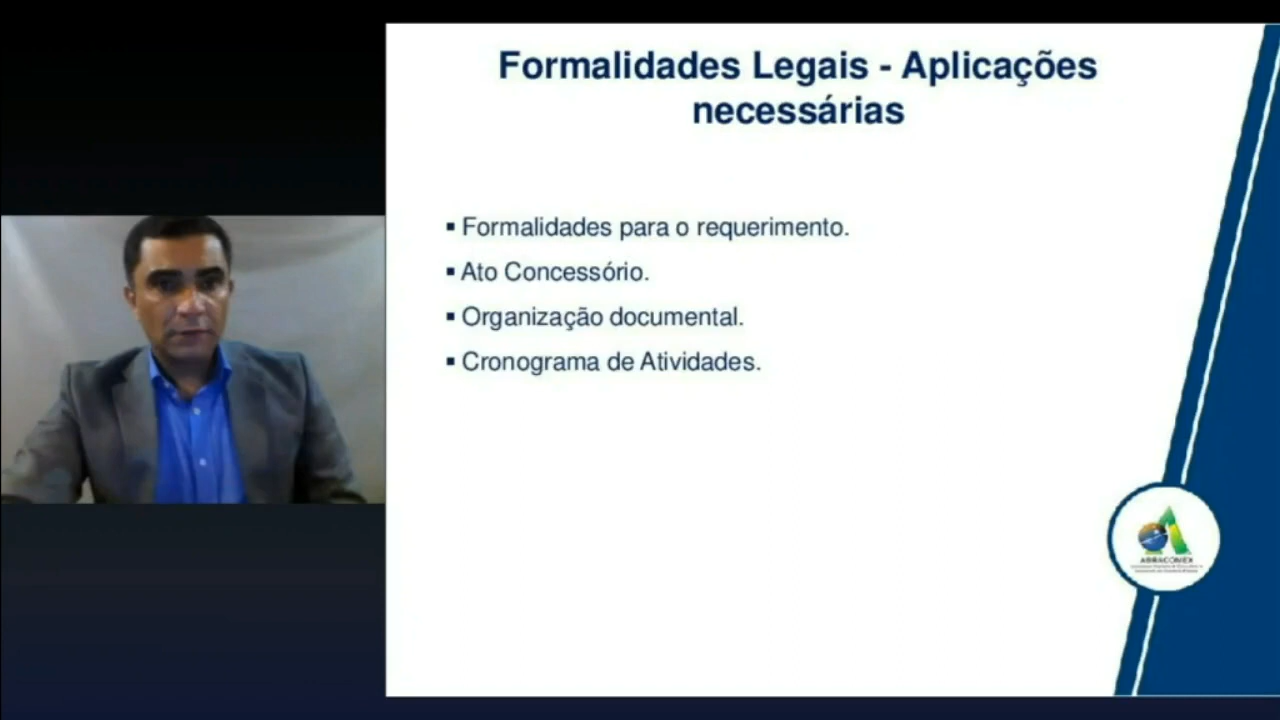 Formalidades Legais - Aplicações
necessárias
▪ Formalidades para o requerimento.
▪ Ato Concessório.
▪ Organização documental.
▪ Cronograma de Atividades.
ABRACOMEX